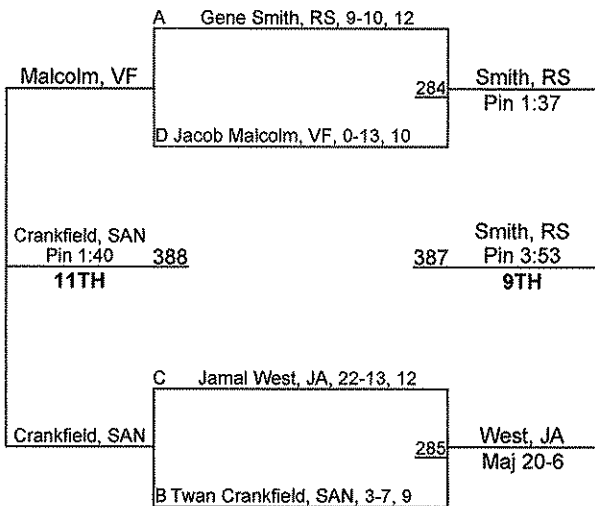 A Gene Smith, RS, 9-10, 12
Malcolm, VF
284
Smith, RS
Pin 1:37
D Jacob Malcolm, VF, 0-13, 10
Crankfield, SAN
Pin 1:40
388
11TH
387
Smith, RS
Pin 3:53
9TH
C Jamal West, JA, 22-13, 12
Crankfield, SAN
285
West, JA
Maj 20-6
B Twan Crankfield, SAN, 3-7, 9